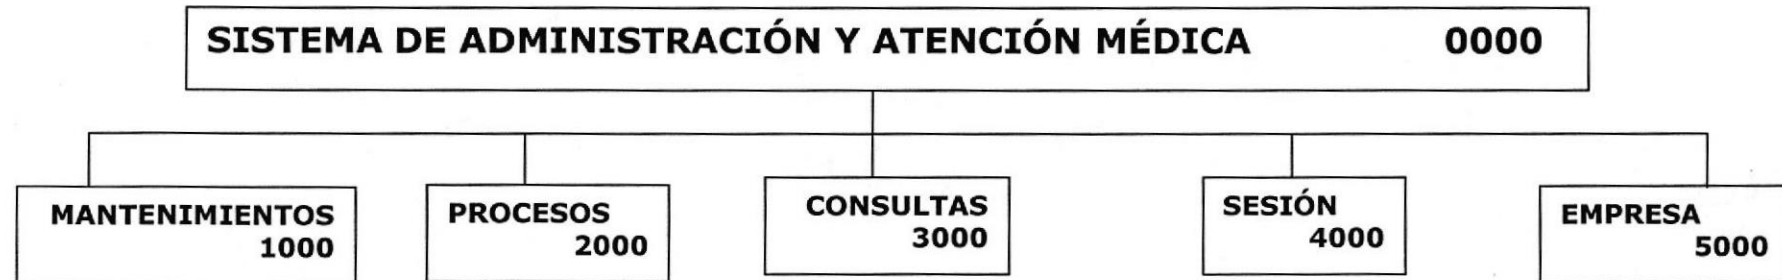 SISTEMA DE ADMINISTRACIÓN Y ATENCIÓN MÉDICA 0000
MANTENIMIENTOS
1000
PROCESOS
2000
CONSULTAS
3000
SESIÓN
4000
EMPRESA
5000